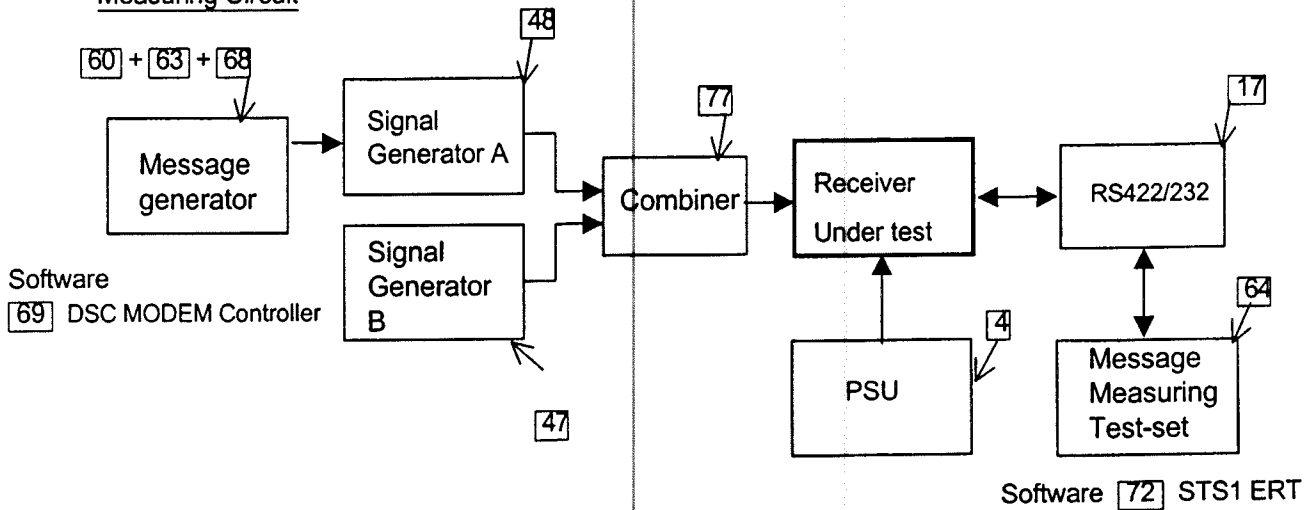 Measuring Circuit
60 + 63 + 68
48
77
17
Message
generator
Signal
Generator A
Combiner
Receiver
Under test
RS422/232
Signal
Generator
B
Software
69 DSC MODEM Controller
47
PSU
4
64
Message
Measuring
Test-set
Software 72 STS1 ERT